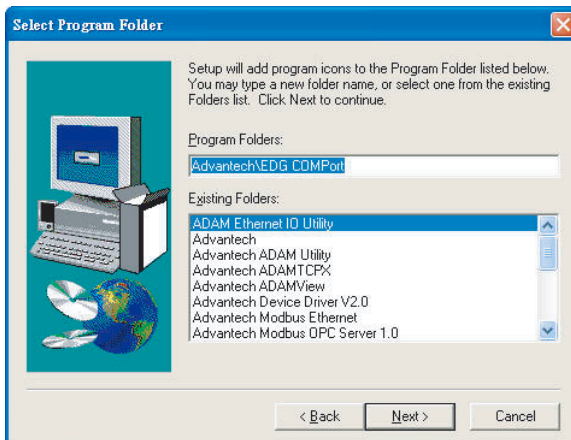 Select Program Folder
Setup will add program icons to the Program Folder listed below.
You may type a new folder name, or select one from the existing
Folders list. Click Next to continue.
Program Folders:
Advantech\EDG COMPort
Existing Folders:
ADAM Ethernet IO Utility
Advantech
Advantech ADAM Utility
Advantech ADAMTCPX
Advantech ADAMView
Advantech Device Driver V2.0
Advantech Modbus Ethernet
Advantech Modbus OPC Server 1.0
< Back
Next >
Cancel